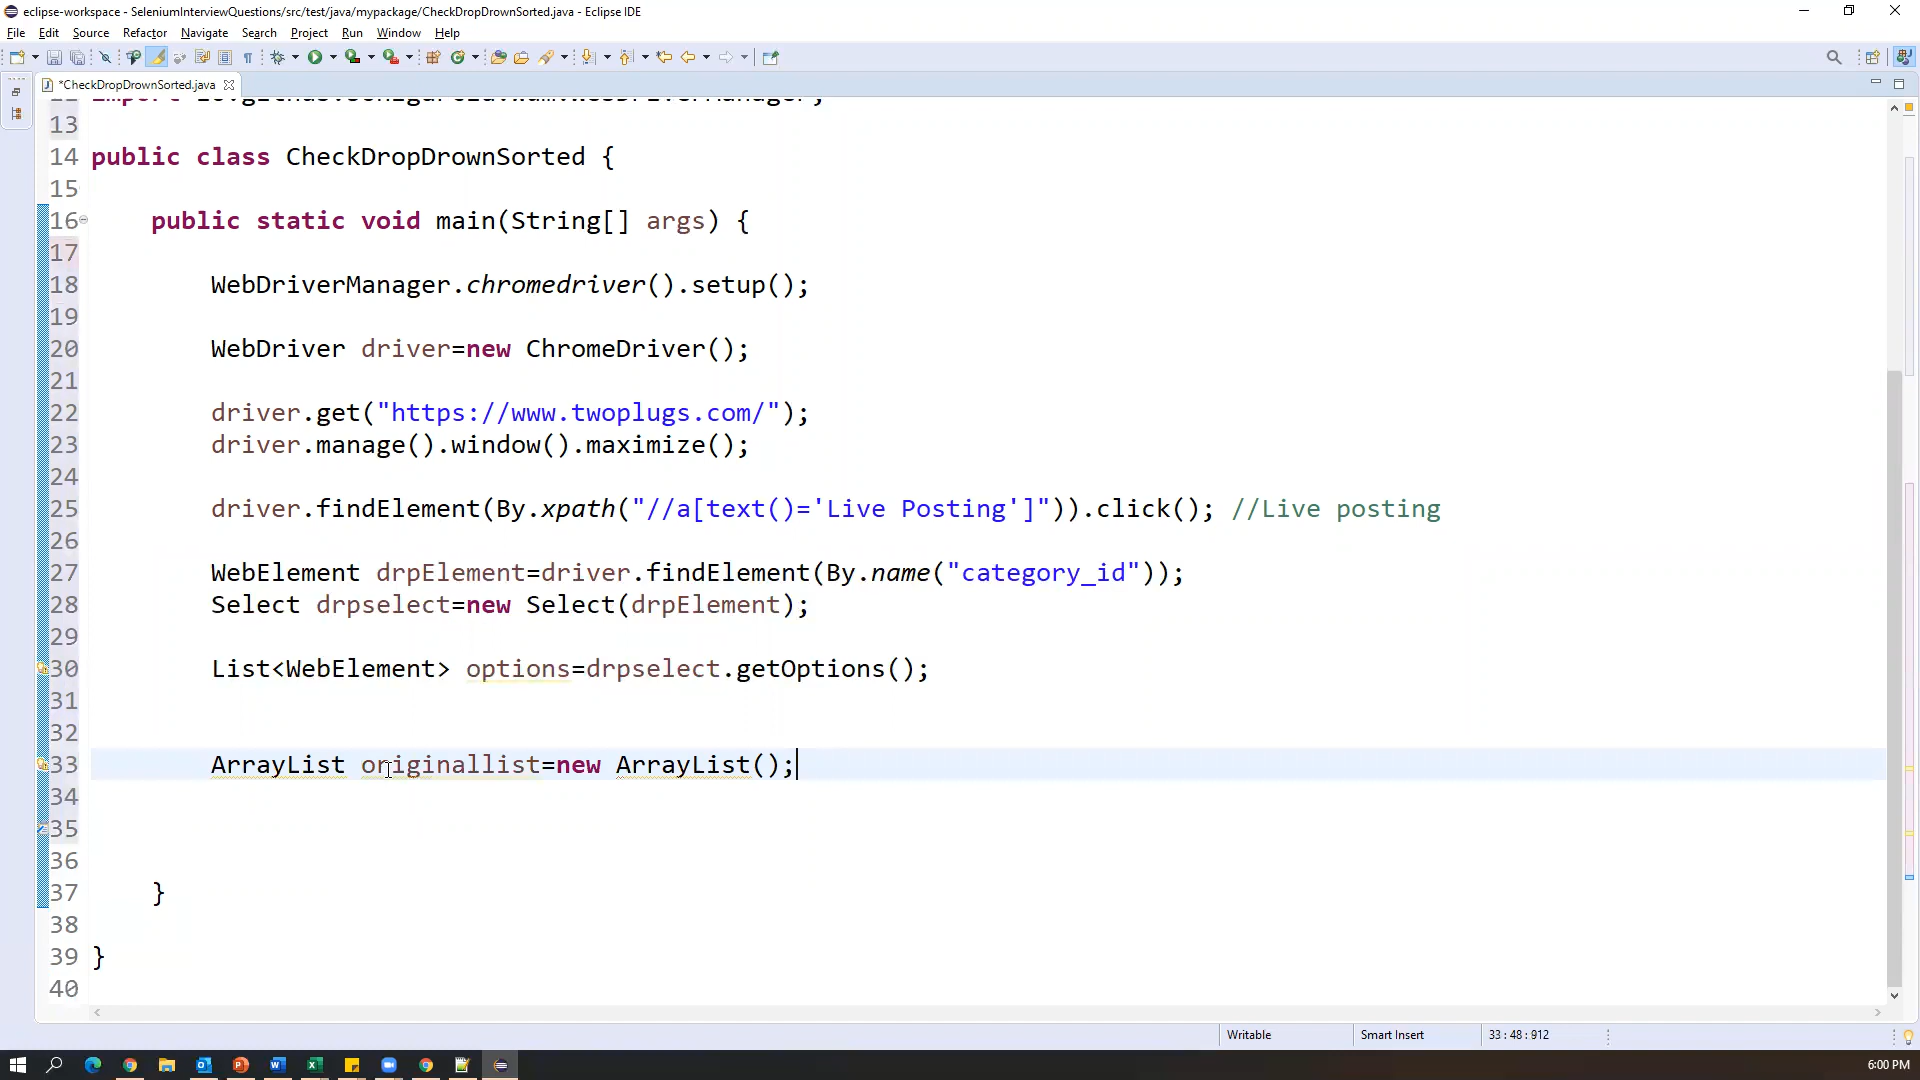 eclipse-workspace - SeleniumInterviewQuestions/src/test/java/mypackage/CheckDropDrownSorted.java - Eclipse IDE
File Edit Source Refactor Navigate Search Project Run Window Help
*CheckDropDrownSorted.java
import io.github.bonigarcia.wdm.WebDriverManager;
13
14 public class CheckDropDrownSorted {
15
16 public static void main(String[] args) {
17
18 WebDriverManager.chromedriver().setup();
19
20 WebDriver driver=new ChromeDriver();
21
22 driver.get("https://www.twoplugs.com/");
23 driver.manage().window().maximize();
24
25 driver.findElement(By.xpath("//a[text()='Live Posting']")).click(); //Live posting
26
27 WebElement drpElement=driver.findElement(By.name("category_id"));
28 Select drpselect=new Select(drpElement);
29
30 List<WebElement> options=drpselect.getOptions();
31
32
33 ArrayList originallist=new ArrayList();
34
35
36
37 }
38
39 }
40
Writable Smart Insert 33 : 48 : 912
6:00 PM